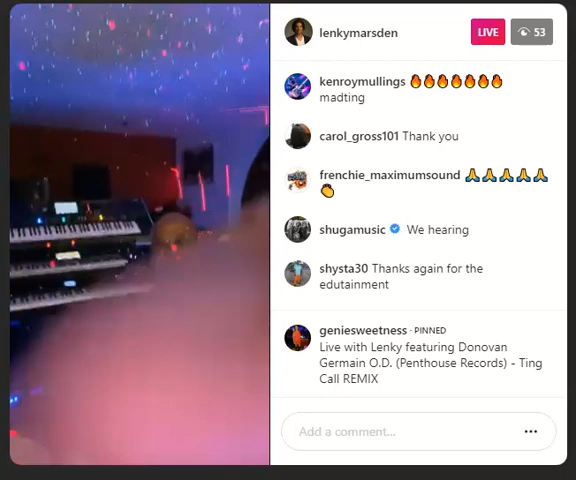 lenkymarsden LIVE 53
kenroymullings 🔥🔥🔥🔥🔥🔥🔥
madting
carol_gross101 Thank you
frenchie_maximumsound 🙏🙏🙏🙏🙏
👏
shugamusic We hearing
shysta30 Thanks again for the
edutainment
geniesweetness · PINNED
Live with Lenky featuring Donovan
Germain O.D. (Penthouse Records) - Ting
Call REMIX
Add a comment...